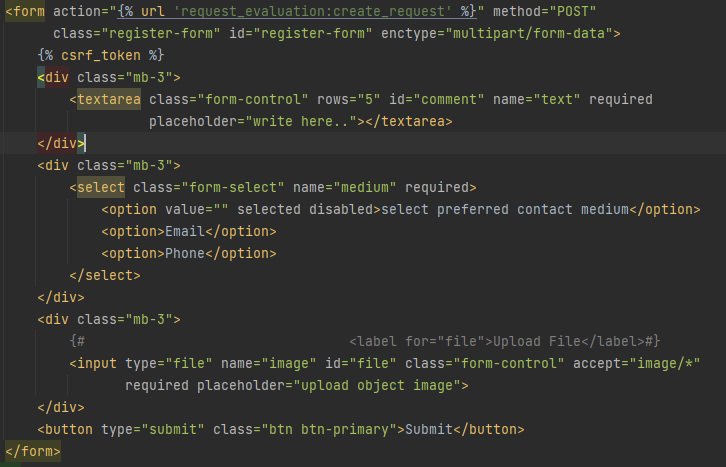 <form action="{% url 'request_evaluation:create_request' %}" method="POST"
class="register-form" id="register-form" enctype="multipart/form-data">
{% csrf_token %}
<div class="mb-3">
<textarea class="form-control" rows="5" id="comment" name="text" required
placeholder="write here.."></textarea>
</div>
<div class="mb-3">
<select class="form-select" name="medium" required>
<option value="" selected disabled>select preferred contact medium</option>
<option>Email</option>
<option>Phone</option>
</select>
</div>
<div class="mb-3">
{#                                 <label for="file">Upload File</label>#}
<input type="file" name="image" id="file" class="form-control" accept="image/*"
required placeholder="upload object image">
</div>
<button type="submit" class="btn btn-primary">Submit</button>
</form>